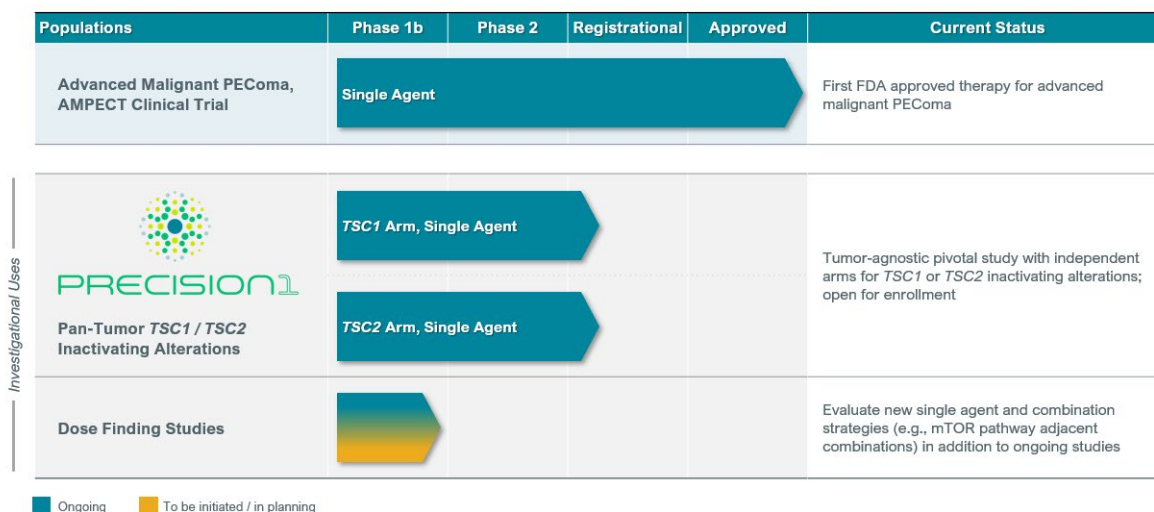 Populations
Phase 1b
Phase 2
Registrational
Approved
Current Status
Advanced Malignant PEComa,
AMPECT Clinical Trial
Single Agent
First FDA approved therapy for advanced
malignant PEComa
Investigational Uses
PRECISION1
Pan-Tumor TSC1 / TSC2
Inactivating Alterations
TSC1 Arm, Single Agent
TSC2 Arm, Single Agent
Tumor-agnostic pivotal study with independent
arms for TSC1 or TSC2 inactivating alterations;
open for enrollment
Dose Finding Studies
Evaluate new single agent and combination
strategies (e.g., mTOR pathway adjacent
combinations) in addition to ongoing studies
Ongoing
To be initiated / in planning